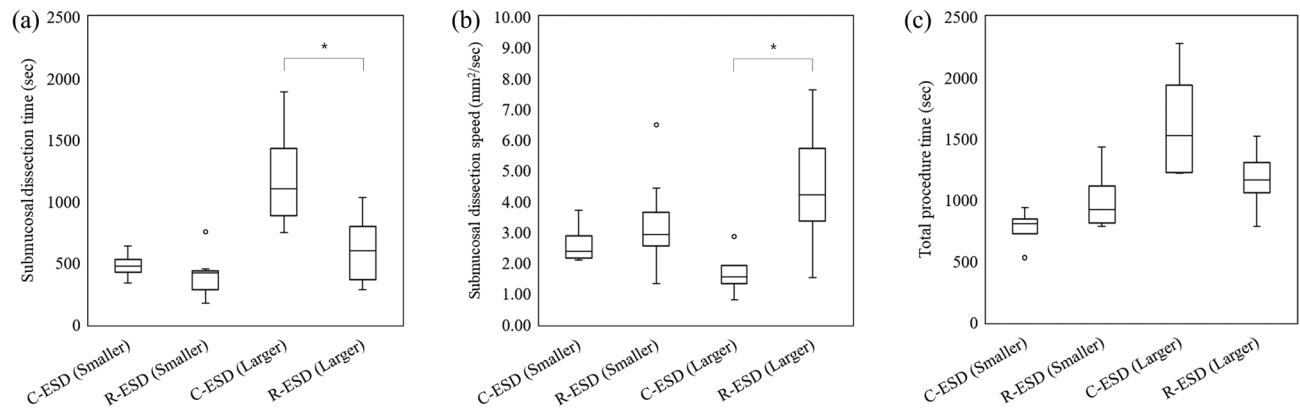 (a)
Submucosal dissection time (sec)
2500
2000
1500
1000
500
0
*
C-ESD (Smaller)
R-ESD (Smaller)
C-ESD (Larger)
R-ESD (Larger)
(b)
Submucosal dissection speed (mm²/sec)
10.00
9.00
8.00
7.00
6.00
5.00
4.00
3.00
2.00
1.00
0.00
*
C-ESD (Smaller)
R-ESD (Smaller)
C-ESD (Larger)
R-ESD (Larger)
(c)
Total procedure time (sec)
2500
2000
1500
1000
500
0
C-ESD (Smaller)
R-ESD (Smaller)
C-ESD (Larger)
R-ESD (Larger)